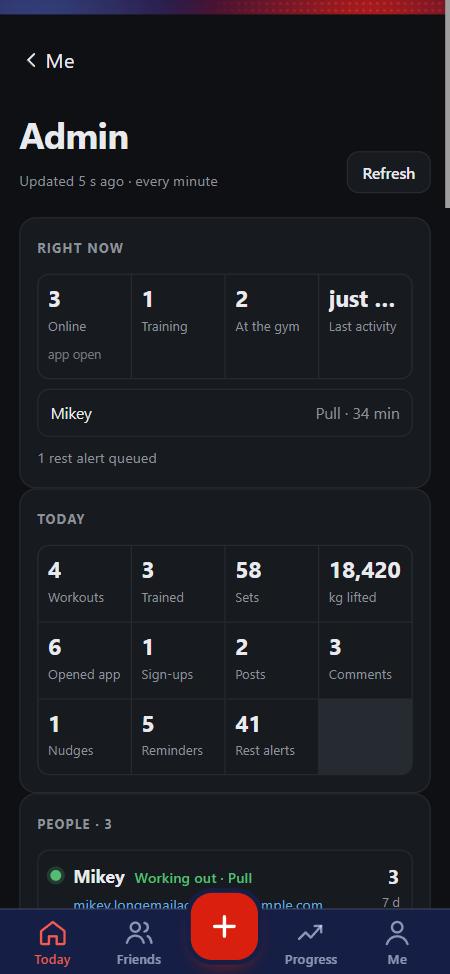 Me
Admin
Updated 5 s ago · every minute
Refresh
RIGHT NOW
3
Online
app open
1
Training
2
At the gym
just ...
Last activity
Mikey
Pull · 34 min
1 rest alert queued
TODAY
4
Workouts
3
Trained
58
Sets
18,420
kg lifted
6
Opened app
1
Sign-ups
2
Posts
3
Comments
1
Nudges
5
Reminders
41
Rest alerts
PEOPLE · 3
Mikey Working out · Pull
3
7 d
Today
Friends
Progress
Me